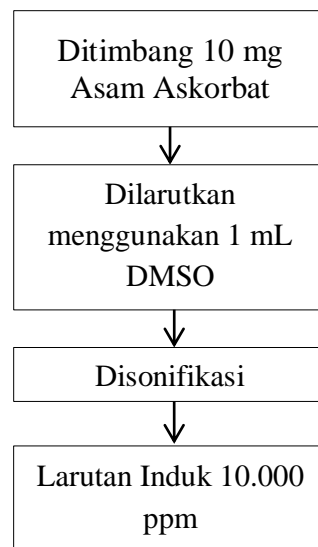 Ditimbang 10 mg
Asam Askorbat
Dilarutkan
menggunakan 1 mL
DMSO
Disonifikasi
Larutan Induk 10.000
ppm